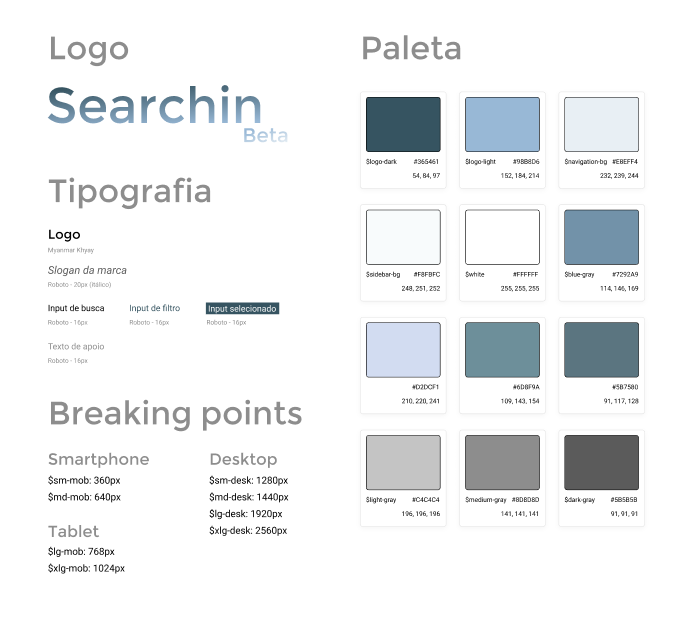 Logo
Searchin
Beta
Tipografia
Logo
Myanmar Khyay
Slogan da marca
Roboto - 20px (itálico)
Input de busca
Roboto - 16px
Input de filtro
Roboto - 16px
Input selecionado
Roboto - 16px
Texto de apoio
Roboto - 16px
Breaking points
Smartphone
$sm-mob: 360px
$md-mob: 640px
Tablet
$lg-mob: 768px
$xlg-mob: 1024px
Desktop
$sm-desk: 1280px
$md-desk: 1440px
$lg-desk: 1920px
$xlg-desk: 2560px
Paleta
$logo-dark #365461
54, 84, 97
$logo-light #98B8D6
152, 184, 214
$navigation-bg #E8EFF4
232, 239, 244
$sidebar-bg #F8FBFC
248, 251, 252
$white #FFFFFF
255, 255, 255
$blue-gray #7292A9
114, 146, 169
#D2DCF1
210, 220, 241
#6D8F9A
109, 143, 154
#5B7580
91, 117, 128
$light-gray #C4C4C4
196, 196, 196
$medium-gray #8D8D8D
141, 141, 141
$dark-gray #5B5B5B
91, 91, 91